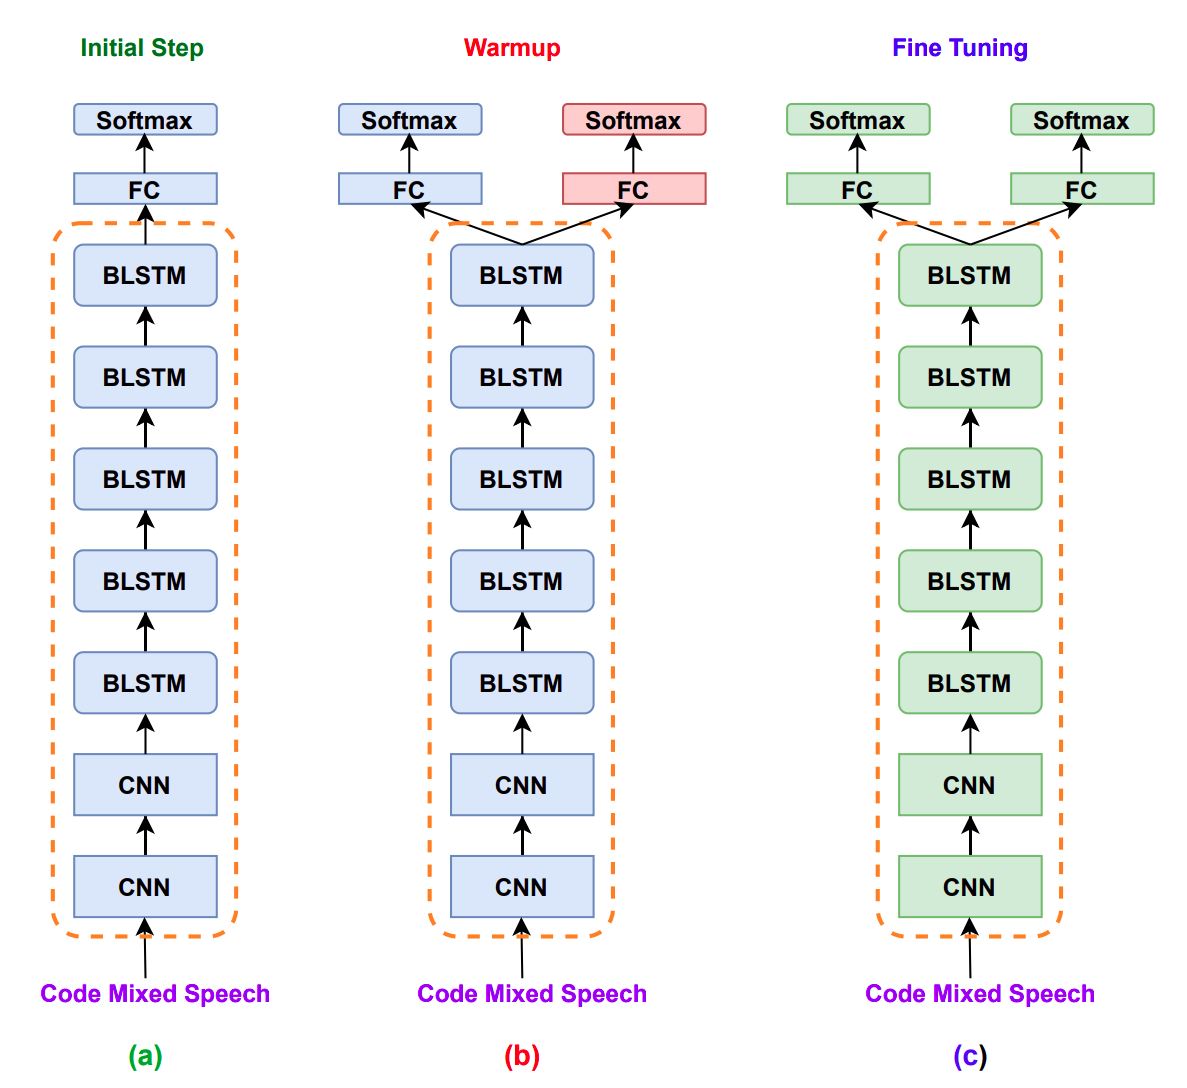 Initial Step
Softmax
FC
BLSTM
BLSTM
BLSTM
BLSTM
BLSTM
CNN
CNN
Code Mixed Speech
(a)
Warmup
Softmax
Softmax
FC
FC
BLSTM
BLSTM
BLSTM
BLSTM
BLSTM
CNN
CNN
Code Mixed Speech
(b)
Fine Tuning
Softmax
Softmax
FC
FC
BLSTM
BLSTM
BLSTM
BLSTM
BLSTM
CNN
CNN
Code Mixed Speech
(c)